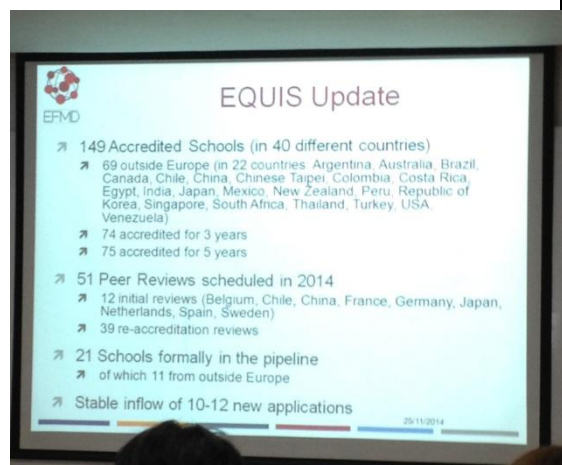 EFMD
EQUIS Update
149 Accredited Schools (in 40 different countries)
69 outside Europe (in 22 countries Argentina, Australia, Brazil,
Canada, Chile, China, Chinese Taipei, Colombia, Costa Rica,
Egypt, India, Japan, Mexico, New Zealand, Peru, Republic of
Korea, Singapore, South Africa, Thailand, Turkey, USA,
Venezuela)
74 accredited for 3 years
75 accredited for 5 years
51 Peer Reviews scheduled in 2014
12 initial reviews (Belgium, Chile, China, France, Germany, Japan,
Netherlands, Spain, Sweden)
39 re-accreditation reviews
21 Schools formally in the pipeline
of which 11 from outside Europe
Stable inflow of 10-12 new applications
25/11/2014